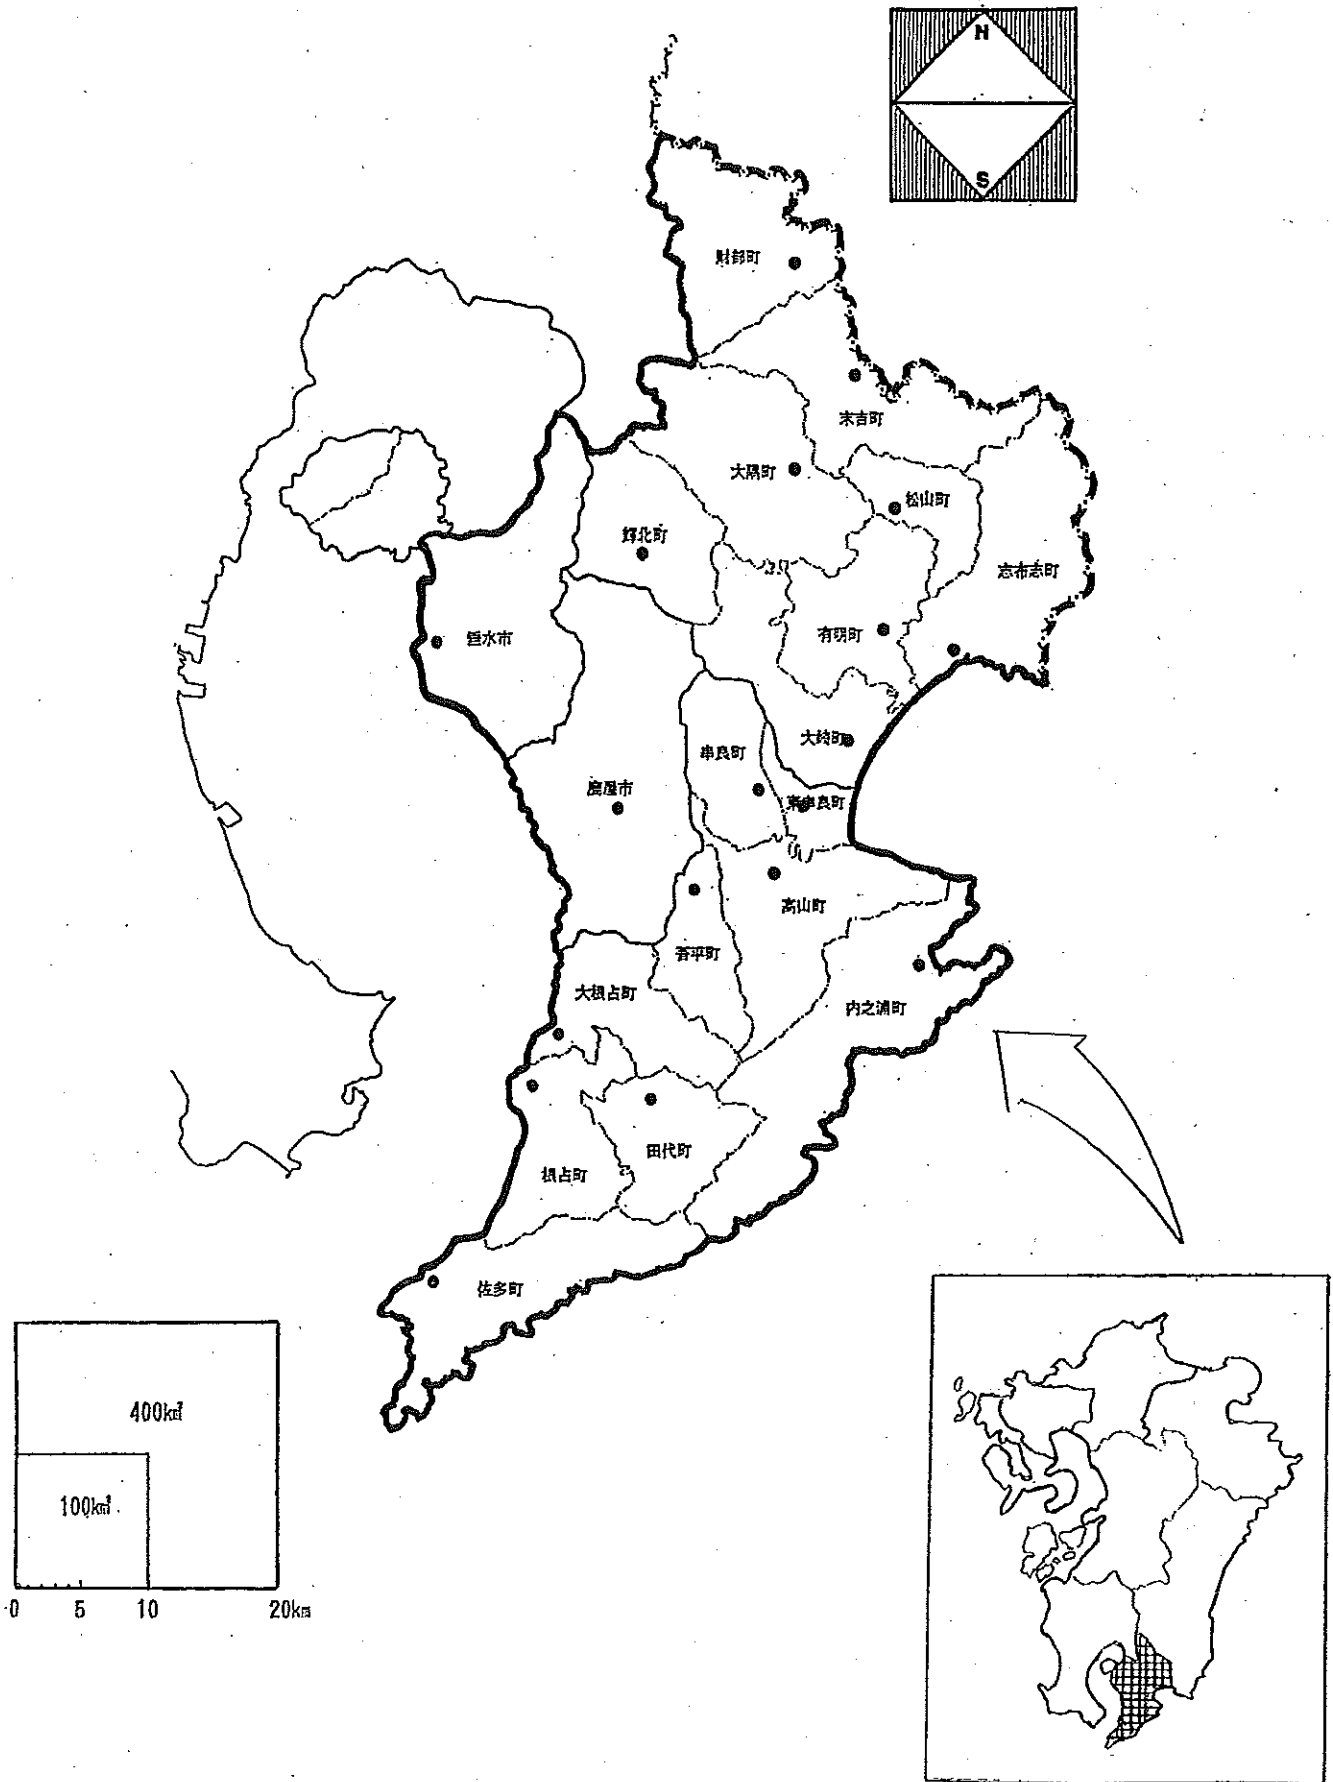 N
S
財部町
末吉町
大隅町
松山町
輝北町
志布志町
有明町
垂水市
大崎町
串良町
鹿屋市
東串良町
高山町
吾平町
大根占町
内之浦町
田代町
根占町
佐多町
400km²
100km²
0 5 10 20km